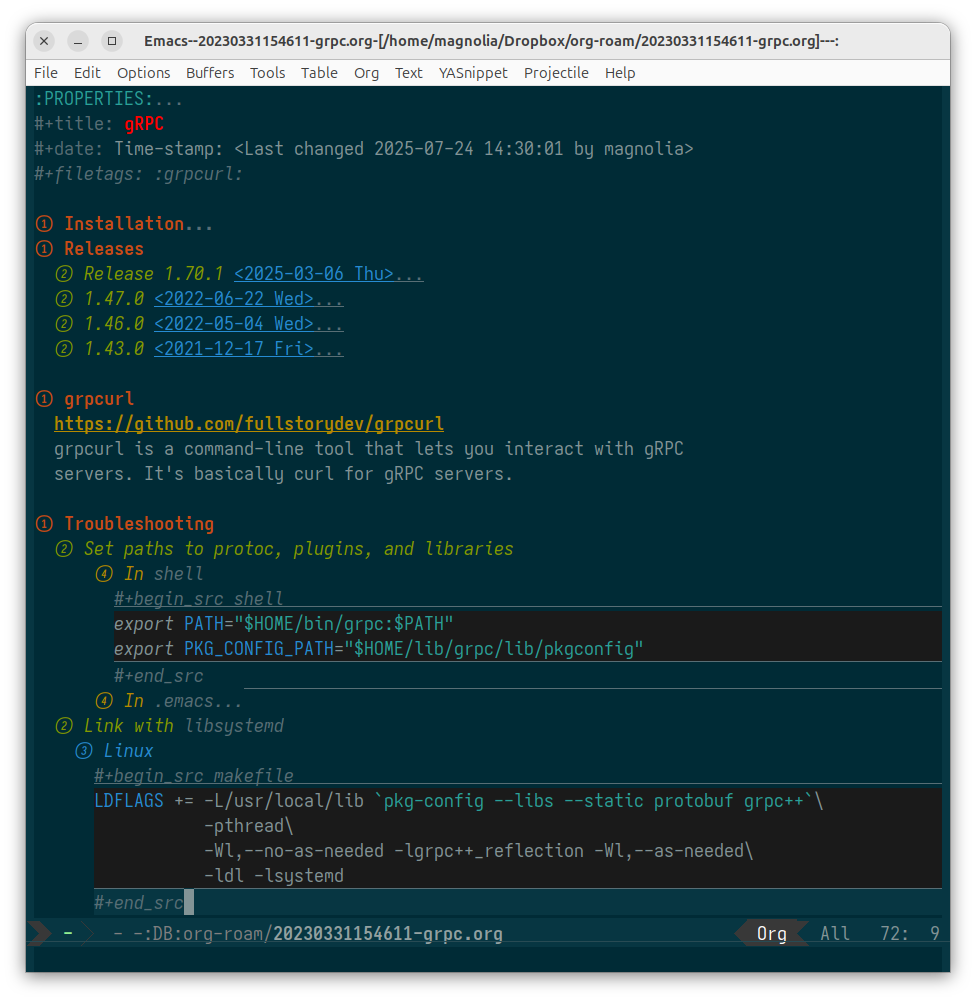 Emacs--20230331154611-grpc.org-[/home/magnolia/Dropbox/org-roam/20230331154611-grpc.org]---:
File Edit Options Buffers Tools Table Org Text YASnippet Projectile Help
:PROPERTIES:...
#+title: gRPC
#+date: Time-stamp: <Last changed 2025-07-24 14:30:01 by magnolia>
#+filetags: :grpcurl:
① Installation...
① Releases
② Release 1.70.1 <2025-03-06 Thu>...
② 1.47.0 <2022-06-22 Wed>...
② 1.46.0 <2022-05-04 Wed>...
② 1.43.0 <2021-12-17 Fri>...
① grpcurl
https://github.com/fullstorydev/grpcurl
grpcurl is a command-line tool that lets you interact with gRPC
servers. It's basically curl for gRPC servers.
① Troubleshooting
② Set paths to protoc, plugins, and libraries
④ In shell
#+begin_src shell
export PATH="$HOME/bin/grpc:$PATH"
export PKG_CONFIG_PATH="$HOME/lib/grpc/lib/pkgconfig"
#+end_src
④ In .emacs...
② Link with libsystemd
③ Linux
#+begin_src makefile
LDFLAGS += -L/usr/local/lib `pkg-config --libs --static protobuf grpc++`\
-pthread\
-Wl,--no-as-needed -lgrpc++_reflection -Wl,--as-needed\
-ldl -lsystemd
#+end_src
- - -:DB:org-roam/20230331154611-grpc.org Org All 72: 9